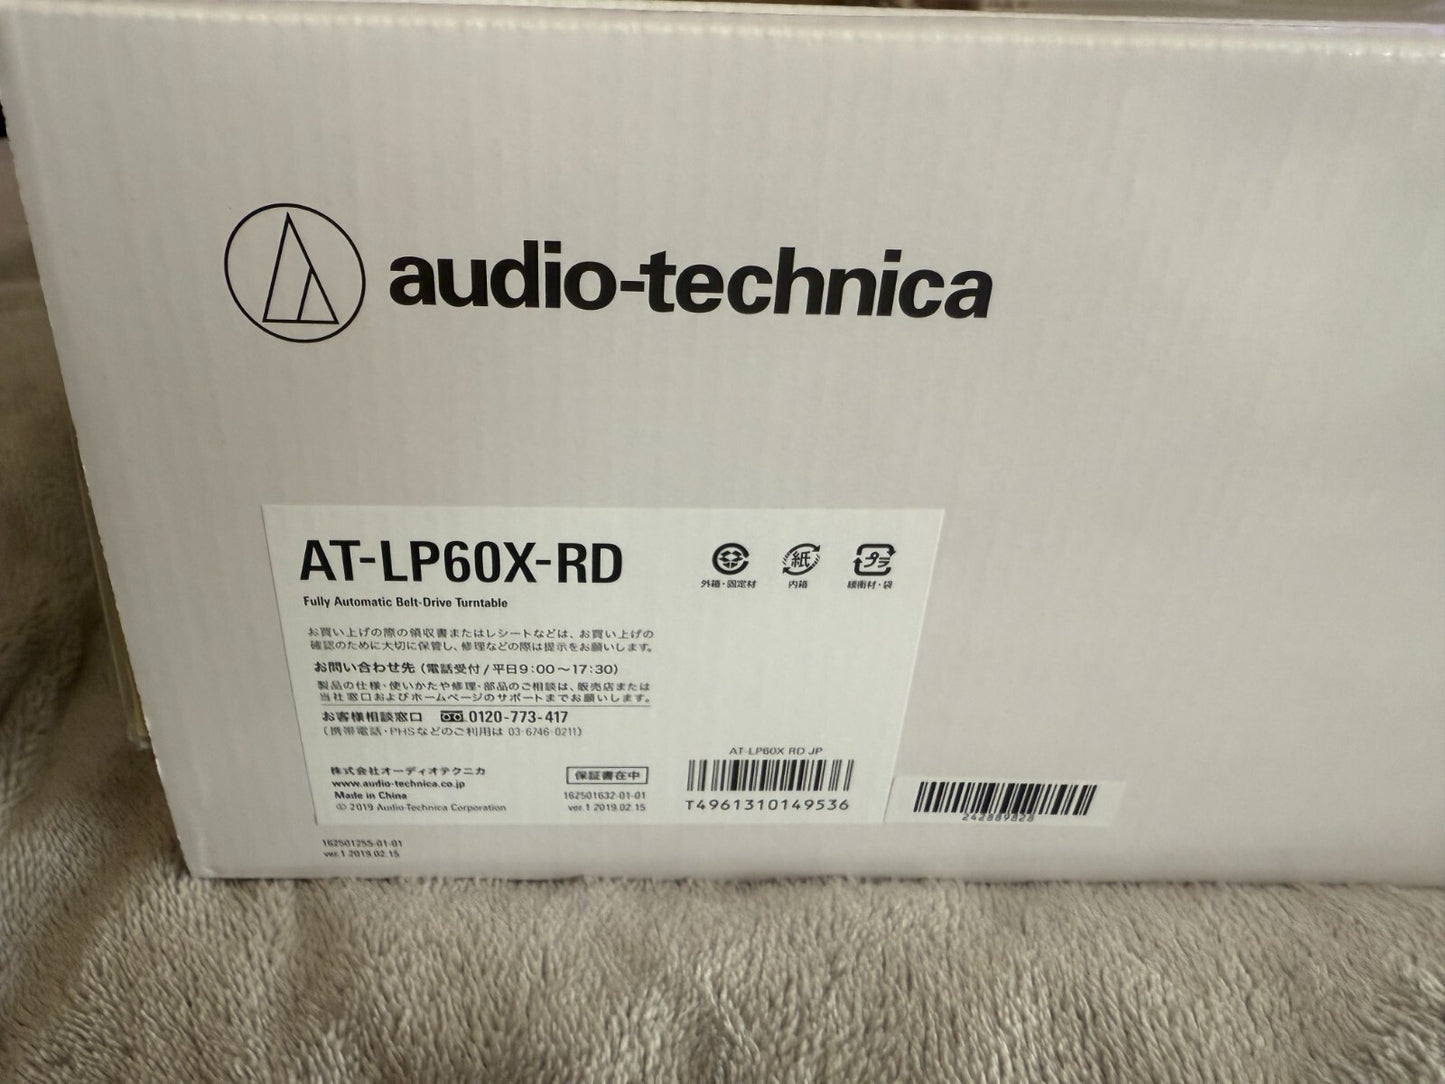 audio-technica
AT-LP60X-RD
Fully Automatic Belt-Drive Turntable
外箱・固定材
紙
内箱
プラ
緩衝材・袋
お買い上げの際の領収書またはレシートなどは、お買い上げの
確認のために大切に保管し、修理などの際は提示をお願いします。
お問い合わせ先（電話受付/平日9:00～17:30）
製品の仕様・使いかたや修理・部品のご相談は、販売店または
当社窓口およびホームページのサポートまでお願いします。
お客様相談窓口 0120-773-417
（携帯電話・PHSなどのご利用は 03-6746-0211）
株式会社オーディオテクニカ
www.audio-technica.co.jp
Made in China
© 2019 Audio-Technica Corporation
保証書在中
162501632-01-01
ver.1 2019.02.15
AT-LP60X RD JP
T4961310149536
242889828
162501255-01-01
ver.1 2019.02.15